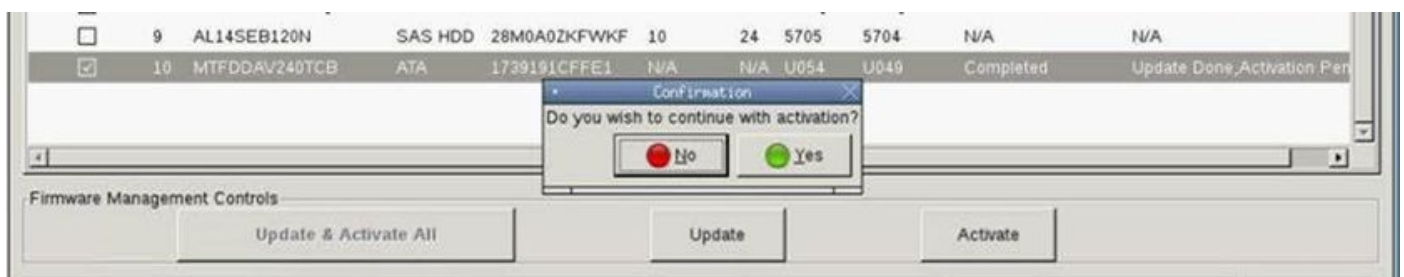 9 AL14SEB120N SAS HDD 28M0A0ZKFWKF 10 24 5705 5704 N/A N/A
10 MTFDDAV240TCB ATA 1739191CFFE1 N/A N/A U054 U049 Completed Update Done,Activation Pen
Confirmation
Do you wish to continue with activation?
No Yes
Firmware Management Controls
Update & Activate All Update Activate